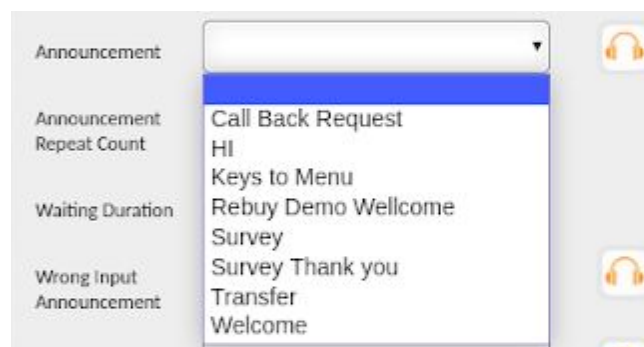 Announcement
Call Back Request
Announcement
Repeat Count
HI
Keys to Menu
Waiting Duration
Rebuy Demo Wellcome
Survey
Survey Thank you
Wrong Input
Announcement
Transfer
Welcome